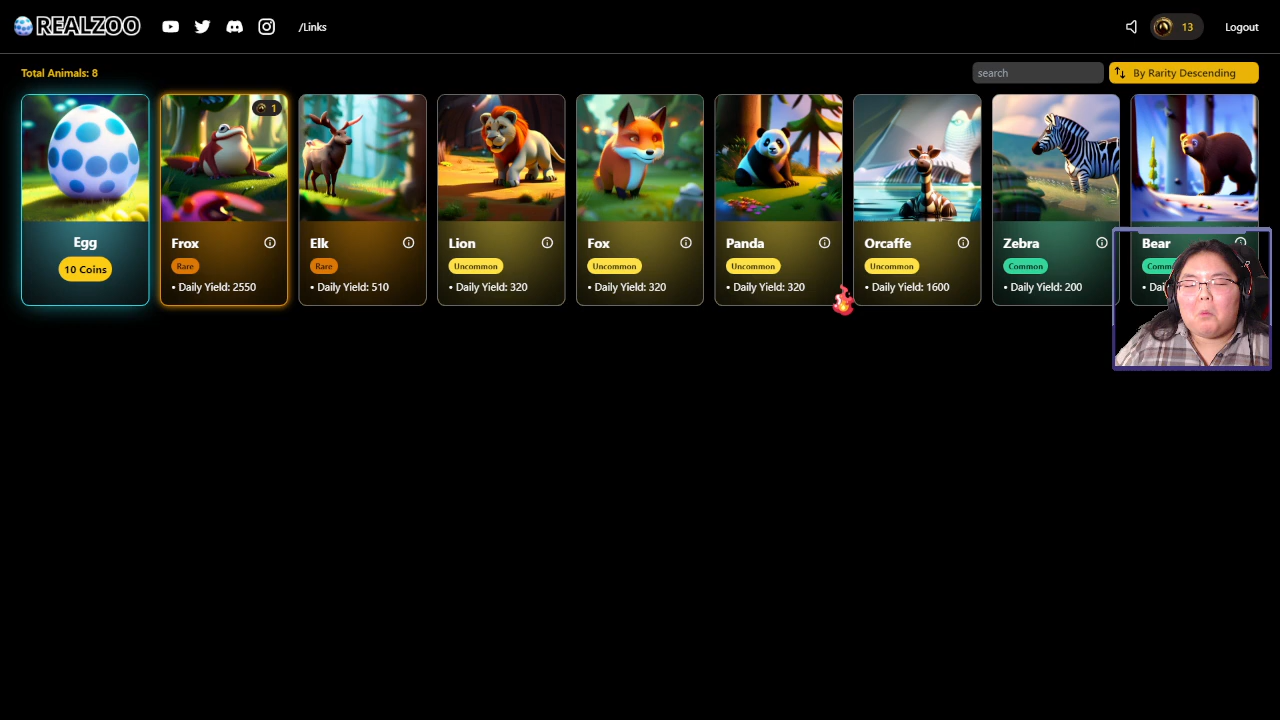 REALZOO
/Links
13
Logout
Total Animals: 8
search
By Rarity Descending
1
Egg
10 Coins
Frox
Rare
• Daily Yield: 2550
Elk
Rare
• Daily Yield: 510
Lion
Uncommon
• Daily Yield: 320
Fox
Uncommon
• Daily Yield: 320
Panda
Uncommon
• Daily Yield: 320
Orcaffe
Uncommon
• Daily Yield: 1600
Zebra
Common
• Daily Yield: 200
Bear